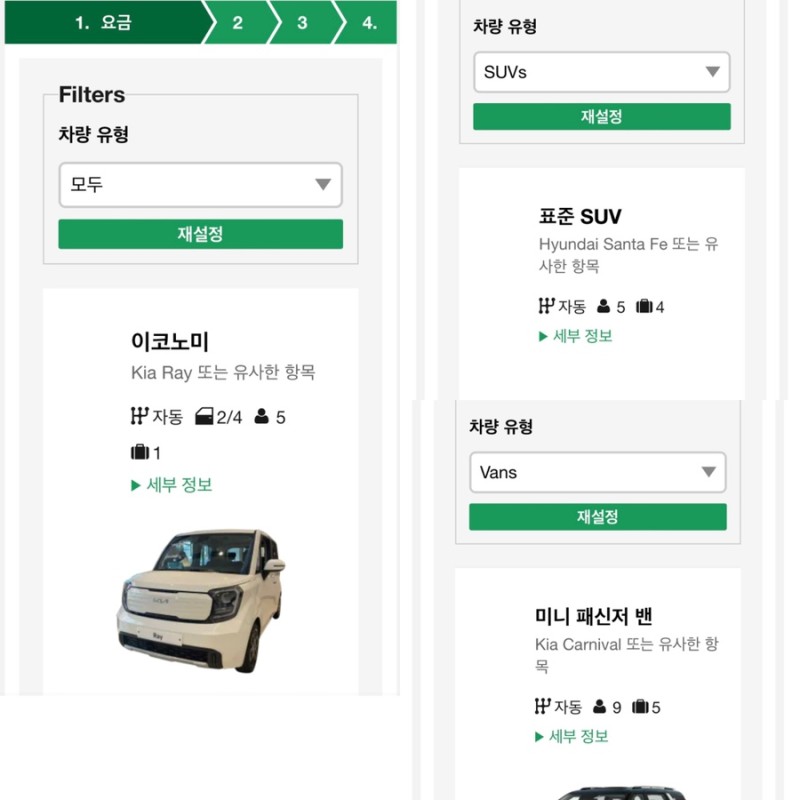 1. 요금
2
3
4.
Filters
차량 유형
모두
재설정
이코노미
Kia Ray 또는 유사한 항목
자동 2/4 5
1
▶ 세부 정보
Ray
차량 유형
SUVs
재설정
표준 SUV
Hyundai Santa Fe 또는 유
사한 항목
자동 5 4
▶ 세부 정보
차량 유형
Vans
재설정
미니 패신저 밴
Kia Carnival 또는 유사한 항
목
자동 9 5
▶ 세부 정보